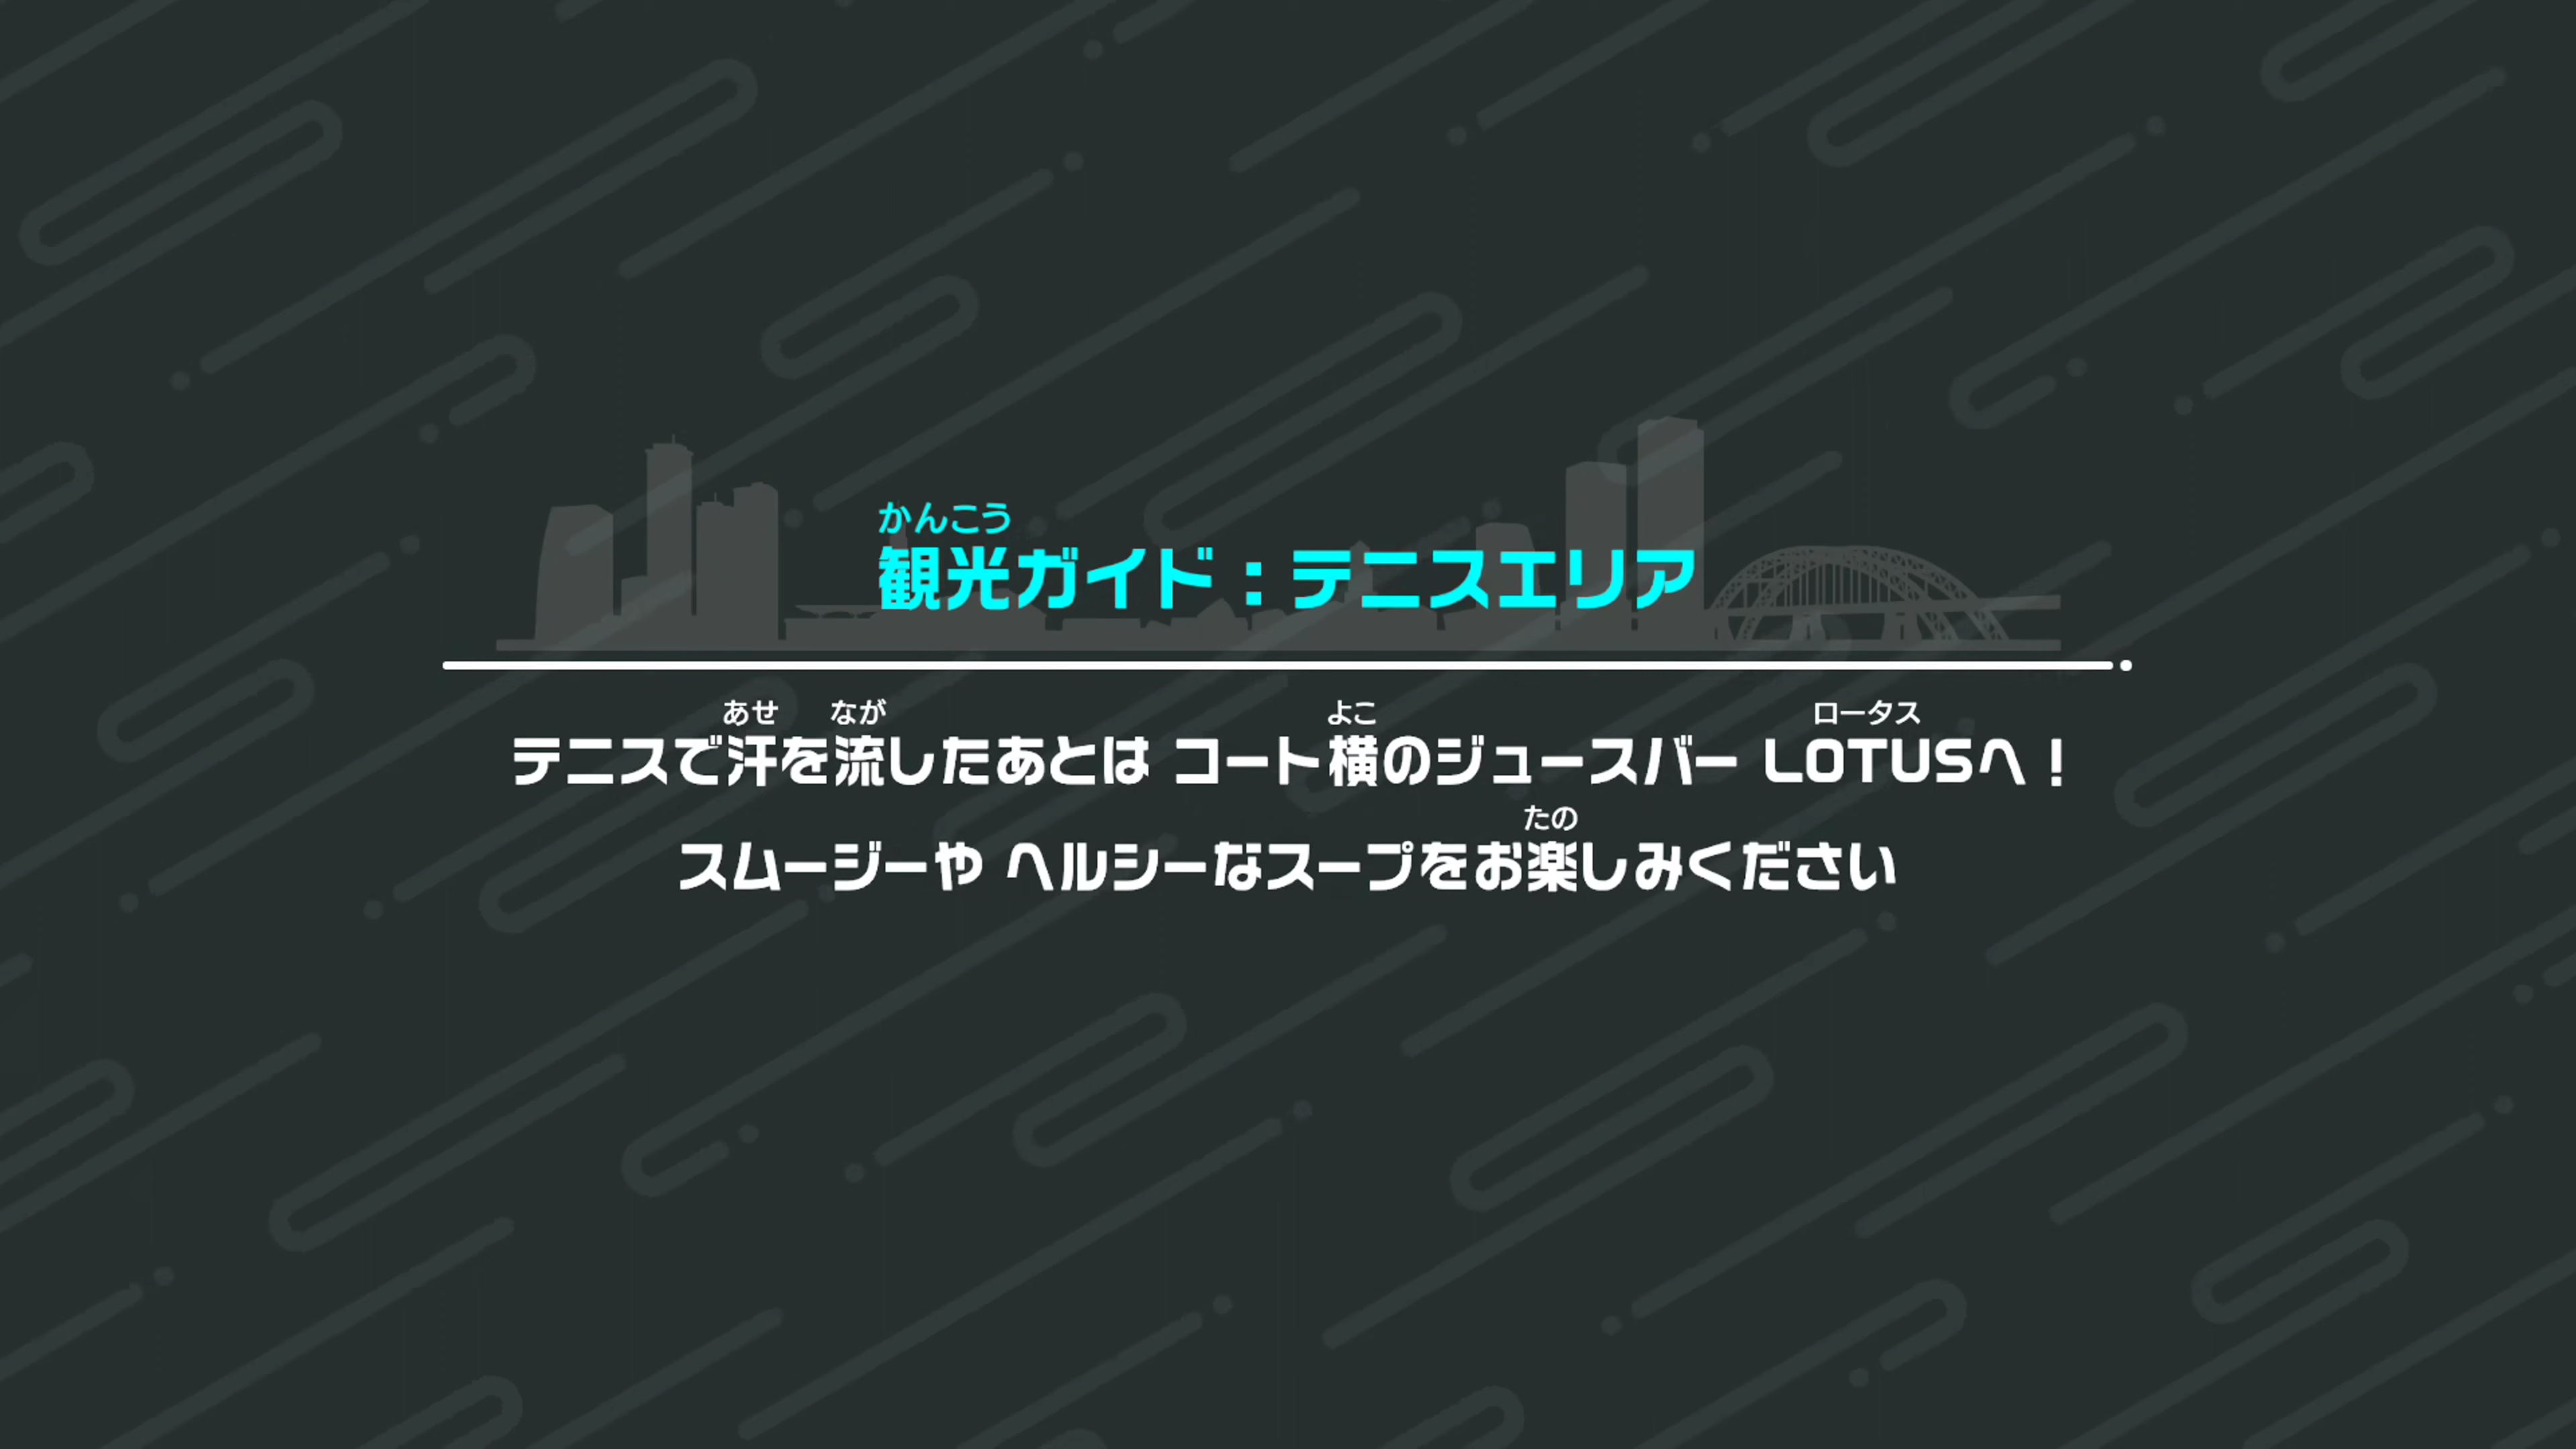 かんこう
観光ガイド：テニスエリア
あせ なが よこ ロータス
テニスで汗を流したあとは コート横のジュースバー LOTUSへ！
たの
スムージーや ヘルシーなスープをお楽しみください